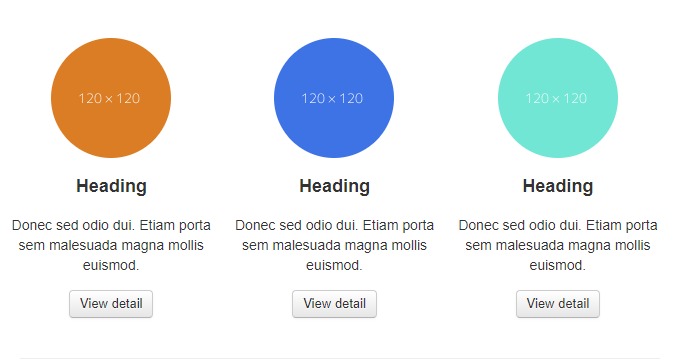 120 × 120
Heading
Donec sed odio dui. Etiam porta
sem malesuada magna mollis
euismod.
View detail
120 × 120
Heading
Donec sed odio dui. Etiam porta
sem malesuada magna mollis
euismod.
View detail
120 × 120
Heading
Donec sed odio dui. Etiam porta
sem malesuada magna mollis
euismod.
View detail